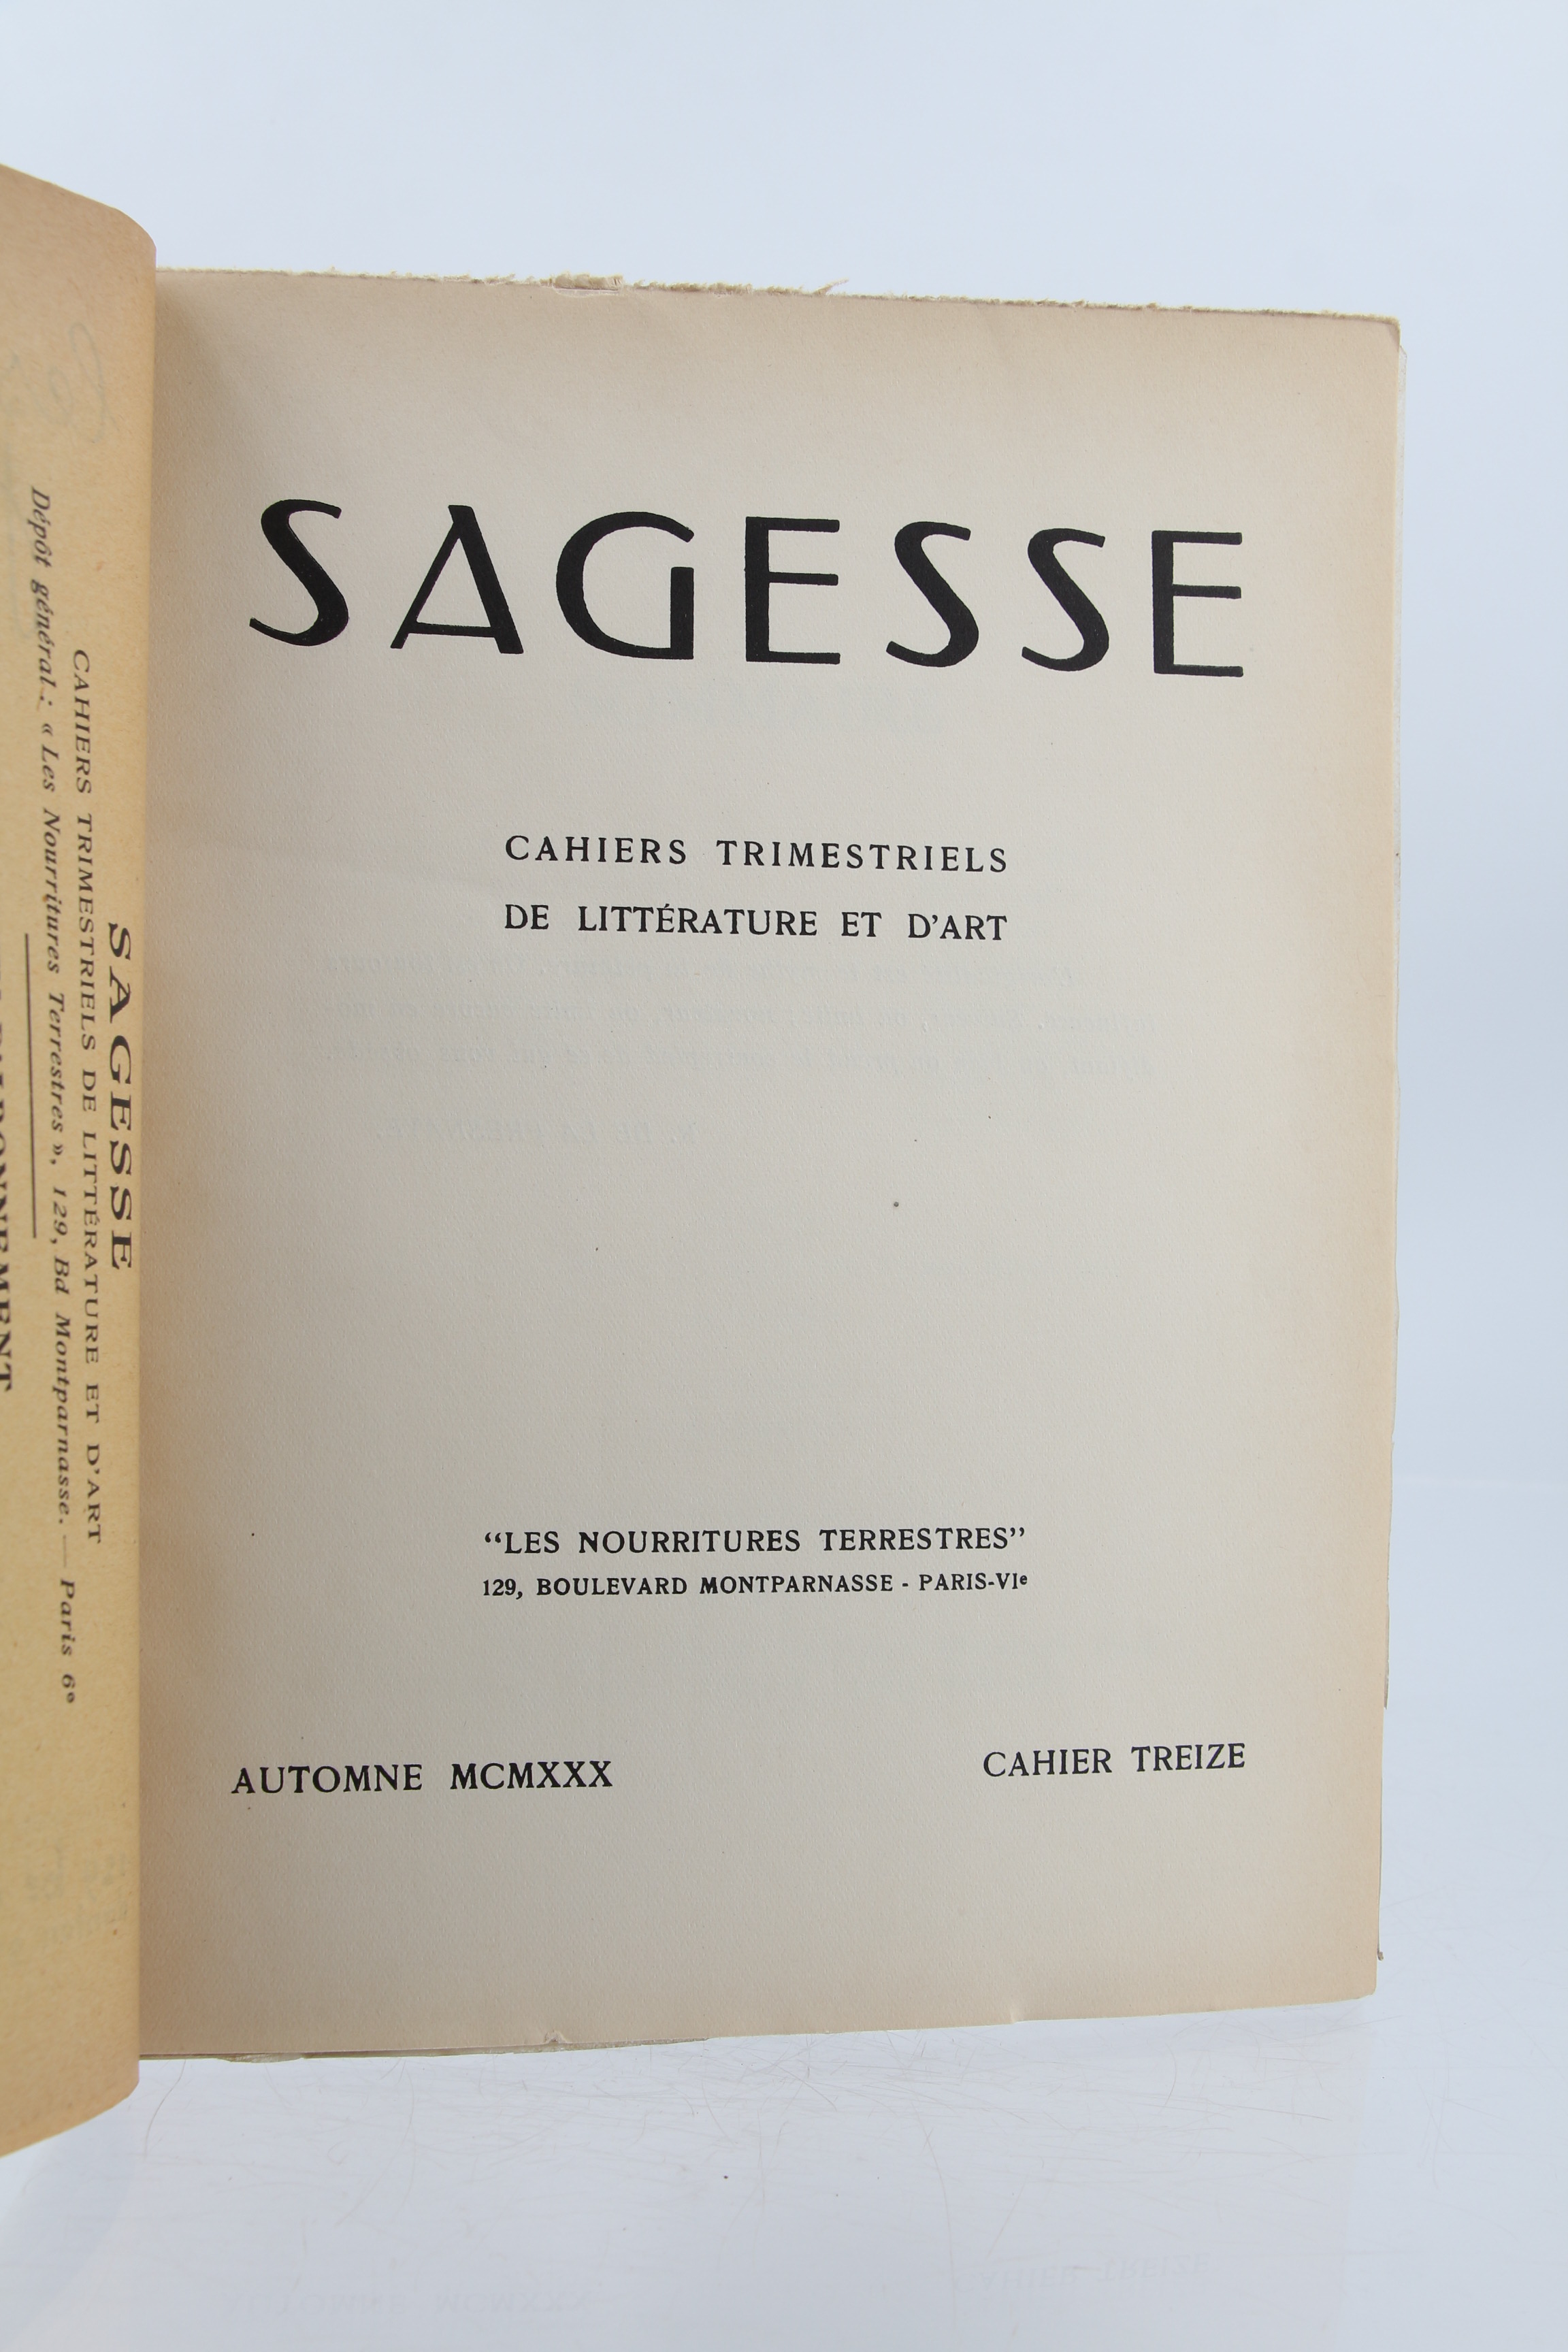 SAGESSE
CAHIERS TRIMESTRIELS DE LITTÉRATURE ET D'ART
Dépôt général : « Les Nourritures Terrestres », 129, Bd Montparnasse. — Paris 6e
SAGESSE
CAHIERS TRIMESTRIELS
DE LITTÉRATURE ET D'ART
“LES NOURRITURES TERRESTRES”
129, BOULEVARD MONTPARNASSE - PARIS-VIe
AUTOMNE MCMXXX
CAHIER TREIZE